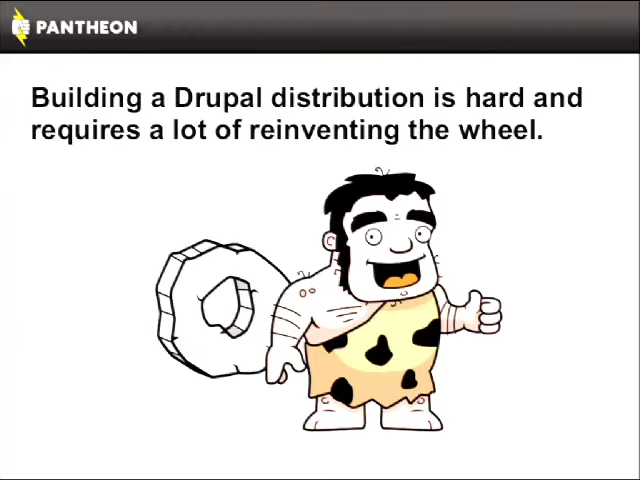 PANTHEON
Building a Drupal distribution is hard and
requires a lot of reinventing the wheel.